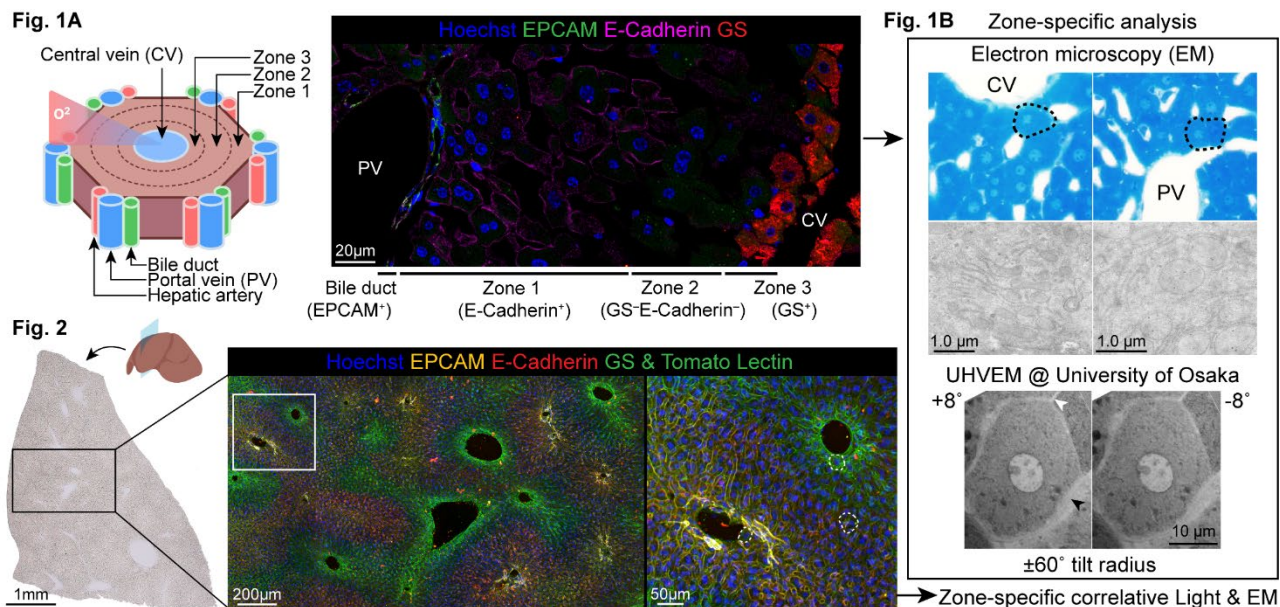 Fig. 1A
Central vein (CV)
Zone 3
Zone 2
Zone 1
O²
Bile duct
Portal vein (PV)
Hepatic artery
Hoechst EPCAM E-Cadherin GS
PV
CV
20µm
Bile duct
(EPCAM⁺)
Zone 1
(E-Cadherin⁺)
Zone 2
(GS⁻E-Cadherin⁻)
Zone 3
(GS⁺)
Fig. 1B
Zone-specific analysis
Electron microscopy (EM)
CV
PV
1.0 µm
1.0 µm
UHVEM @ University of Osaka
+8°
-8°
10 µm
±60° tilt radius
Fig. 2
1mm
Hoechst EPCAM E-Cadherin GS & Tomato Lectin
200µm
50µm
Zone-specific correlative Light & EM